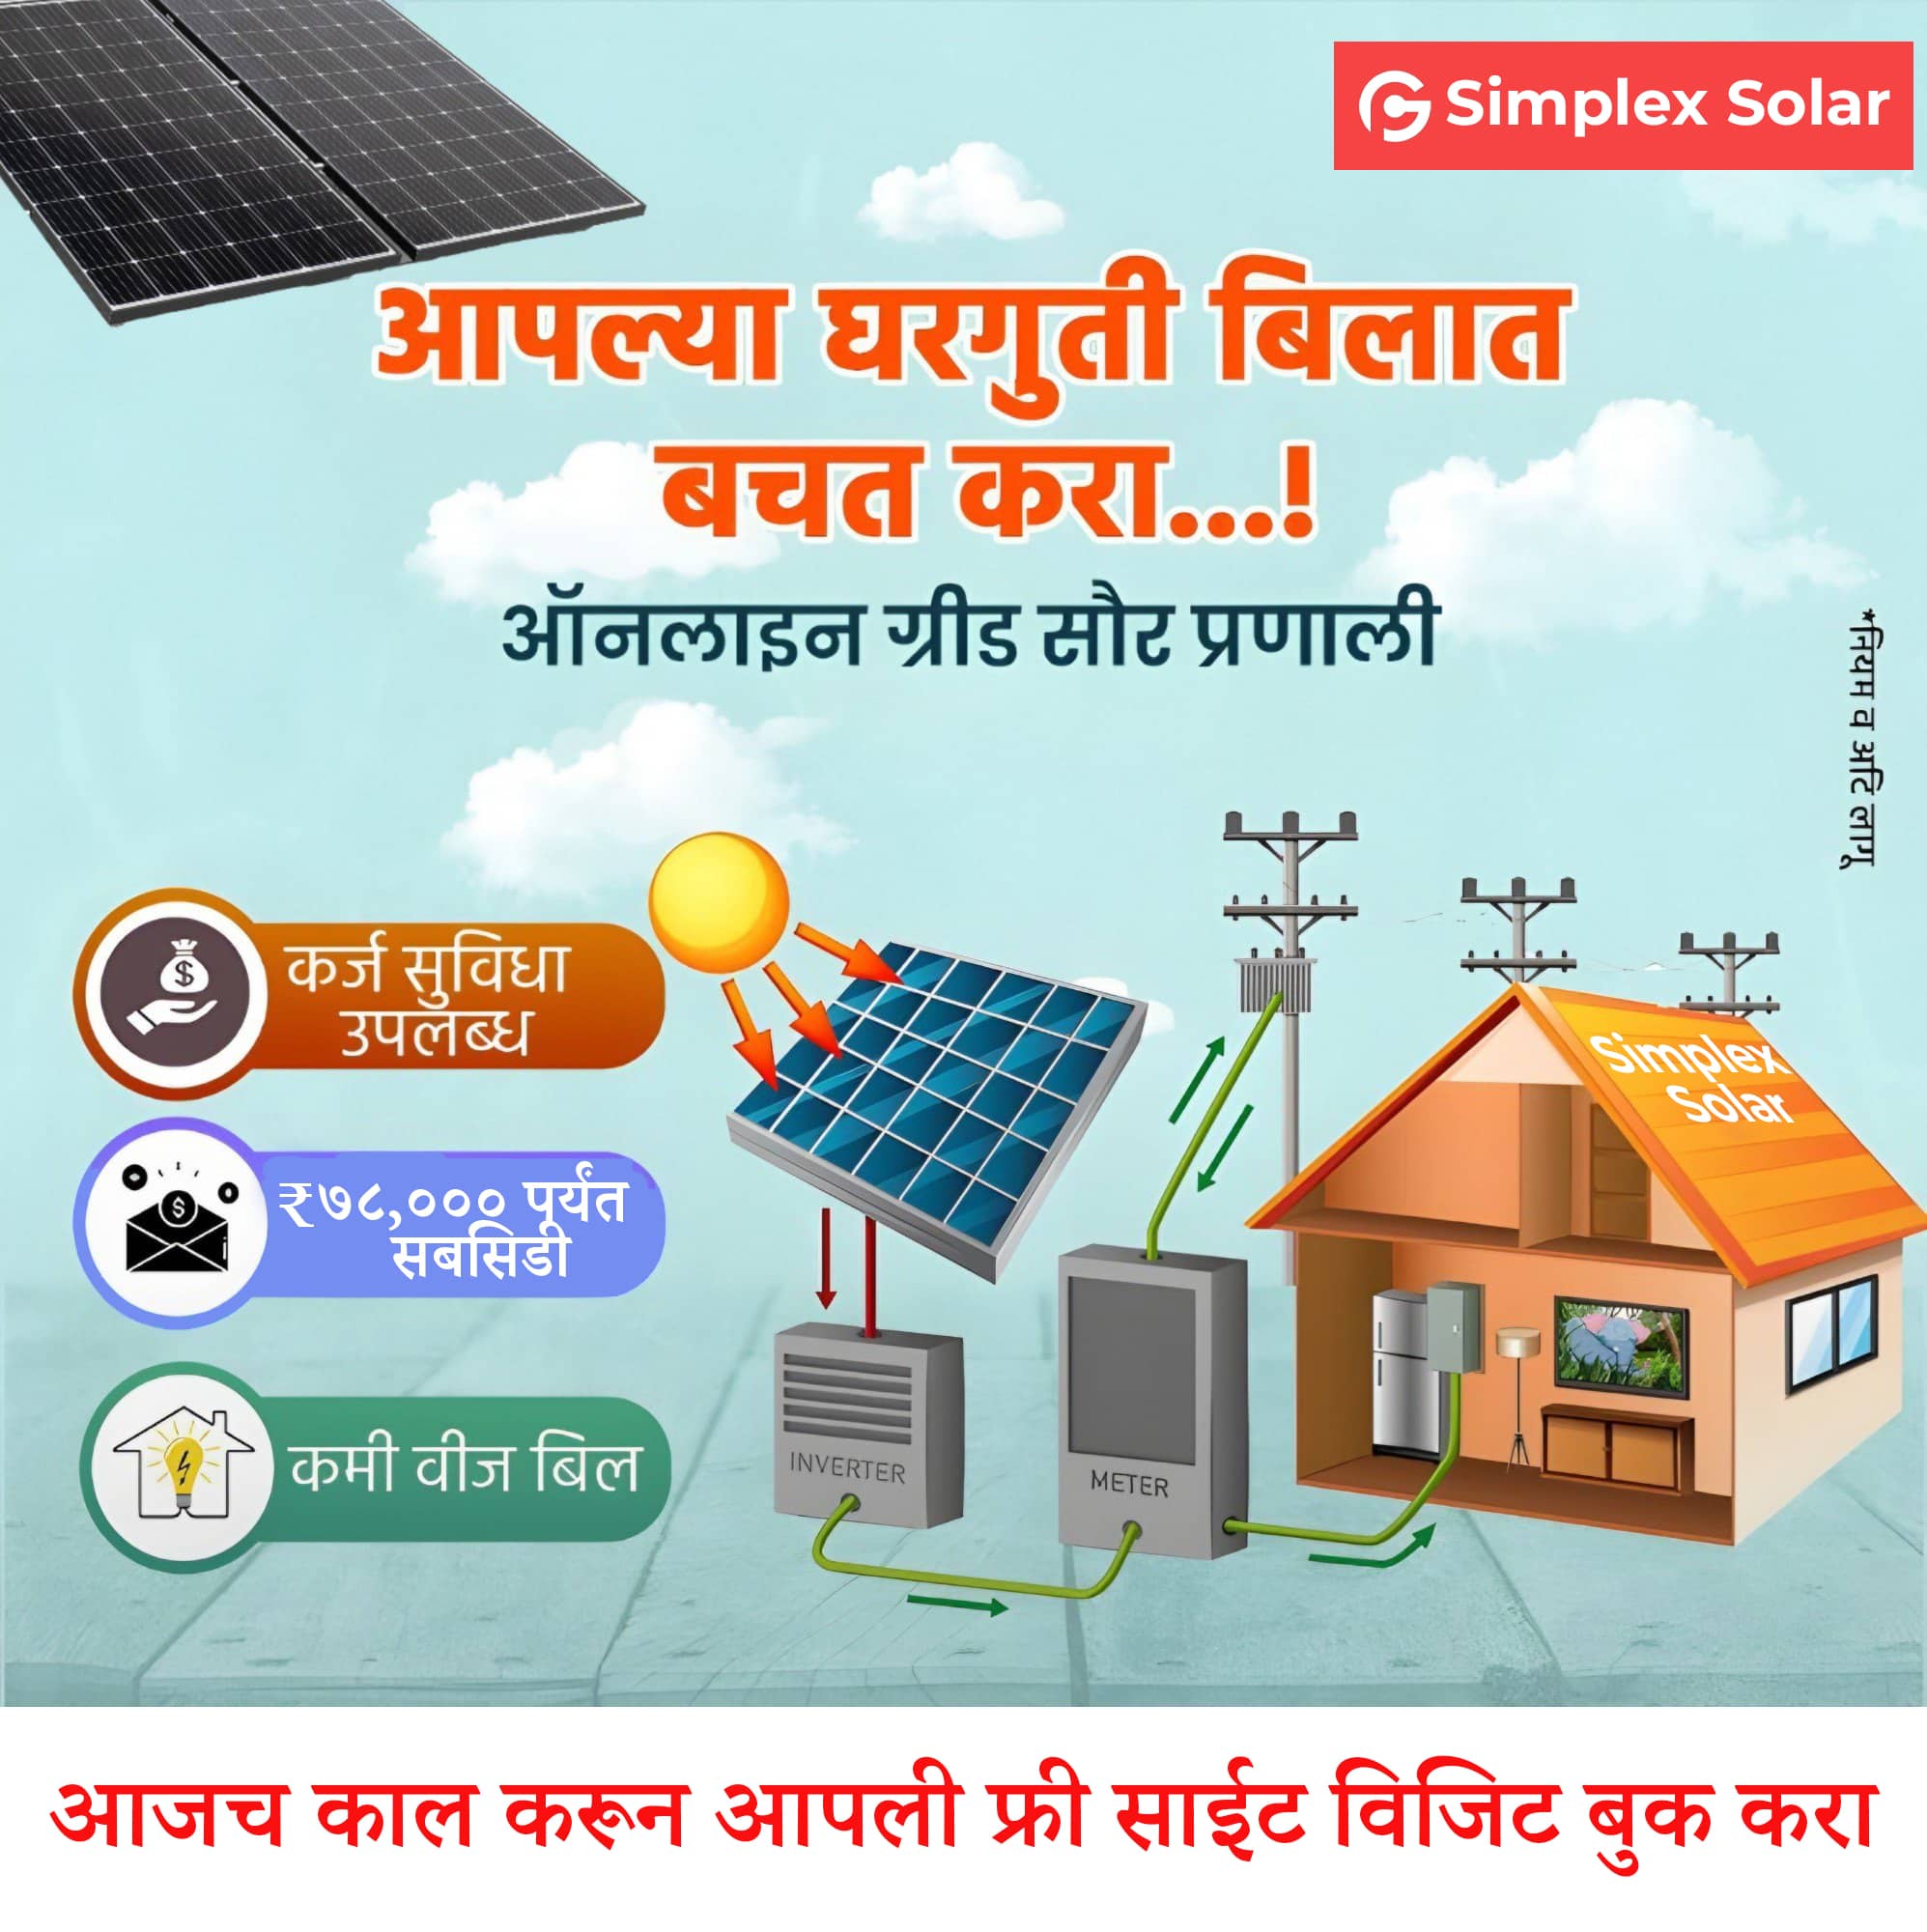 Simplex Solar
आपल्या घरगुती बिलात
बचत करा...!
ऑनलाइन ग्रीड सौर प्रणाली
*नियम व अटि लागू
कर्ज सुविधा
उपलब्ध
₹७८,००० पर्यंत
सबसिडी
कमी वीज बिल
INVERTER
METER
Simplex
Solar
आजच काल करून आपली फ्री साईट विजिट बुक करा